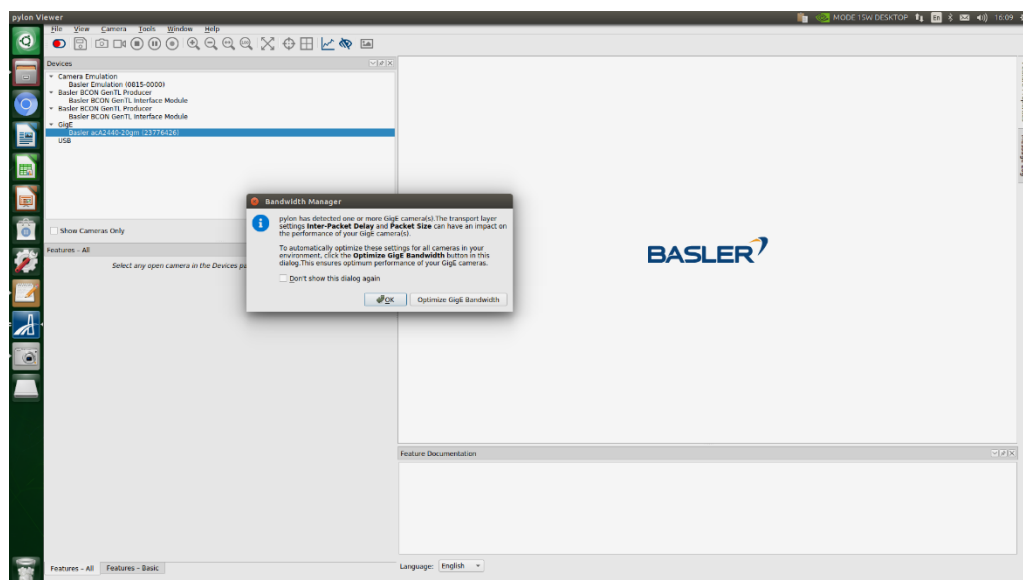 pylon Viewer
MODE 15W DESKTOP
En
16:09
File View Camera Tools Window Help
Devices
Camera Emulation
Basler Emulation (0815-0000)
Basler BCON GenTL Producer
Basler BCON GenTL Interface Module
Basler BCON GenTL Producer
Basler BCON GenTL Interface Module
GigE
Basler acA2440-20gm (23776426)
USB
Show Cameras Only
Features - All
Select any open camera in the Devices pa
Bandwidth Manager
pylon has detected one or more GigE camera(s).The transport layer
settings Inter-Packet Delay and Packet Size can have an impact on
the performance of your GigE camera(s).
To automatically optimize these settings for all cameras in your
environment, click the Optimize GigE Bandwidth button in this
dialog.This ensures optimum performance of your GigE cameras.
Don't show this dialog again
OK
Optimize GigE Bandwidth
BASLER
Feature Documentation
Features - All
Features - Basic
Language: English